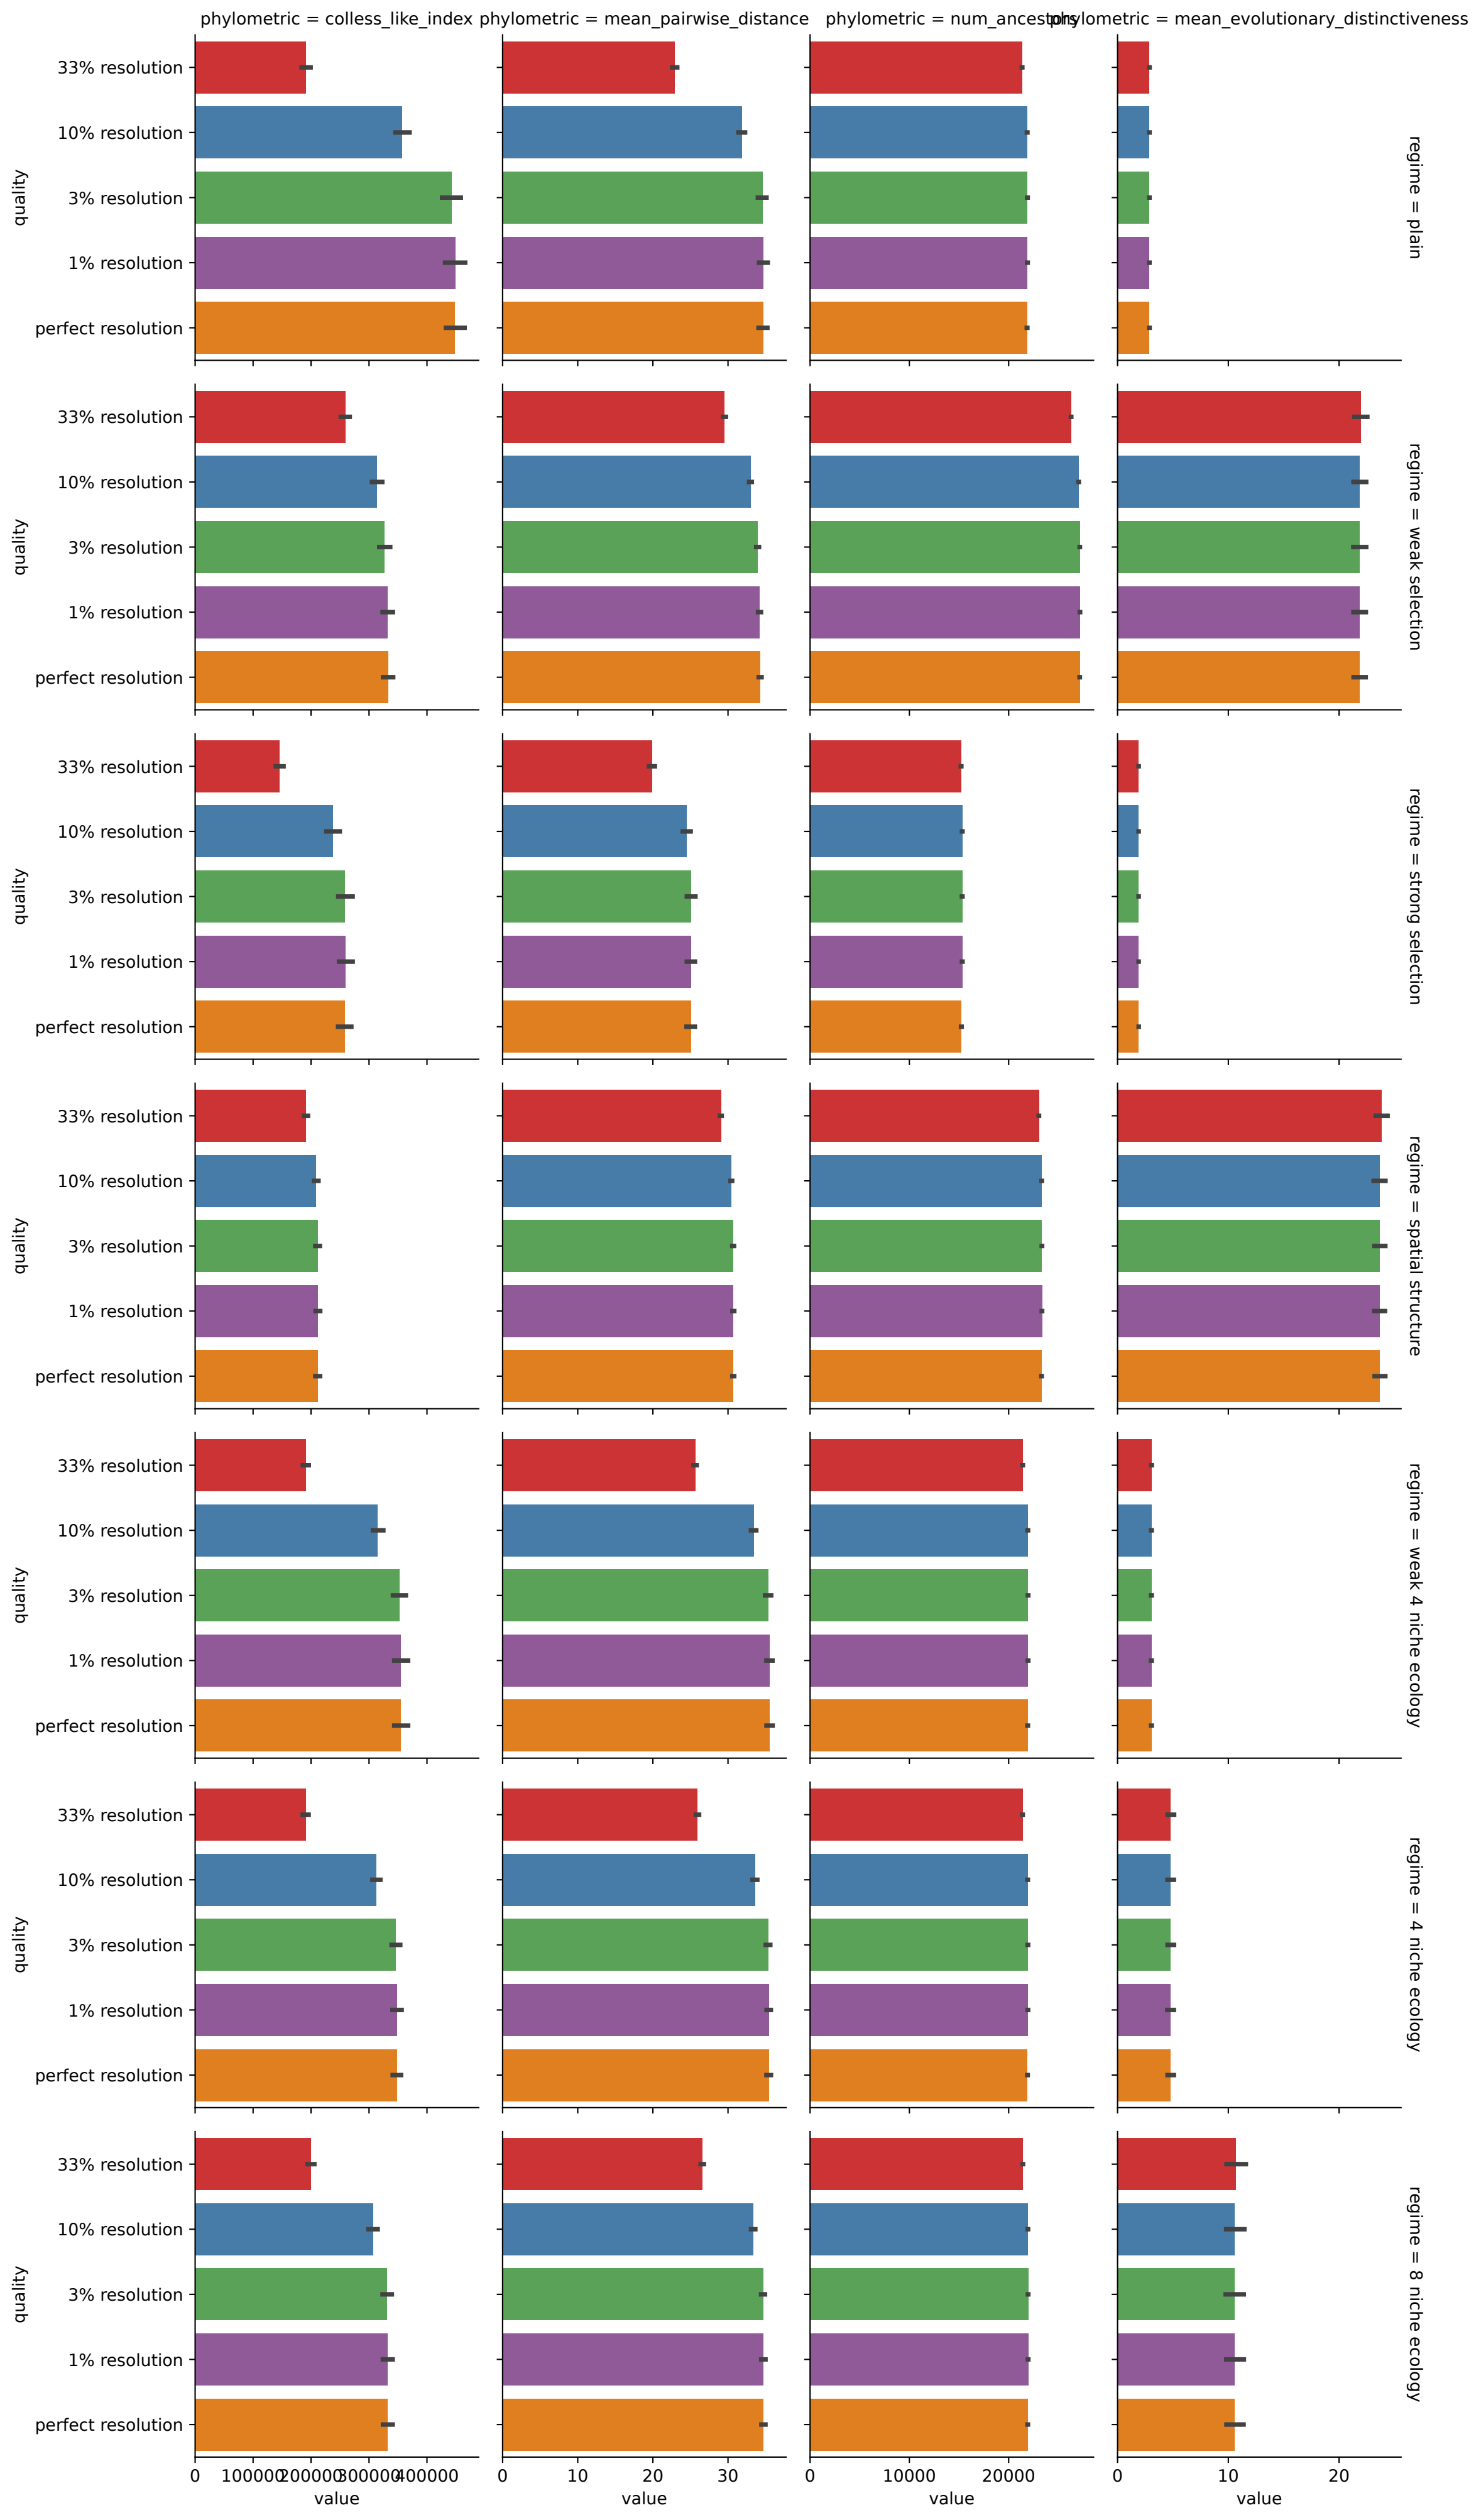 phylometric = colless_like_index phylometric = mean_pairwise_distance phylometric = num_ancestors phylometric = mean_evolutionary_distinctiveness
33% resolution
10% resolution
3% resolution
1% resolution
perfect resolution
quality
regime = plain
33% resolution
10% resolution
3% resolution
1% resolution
perfect resolution
quality
regime = weak selection
33% resolution
10% resolution
3% resolution
1% resolution
perfect resolution
quality
regime = strong selection
33% resolution
10% resolution
3% resolution
1% resolution
perfect resolution
quality
regime = spatial structure
33% resolution
10% resolution
3% resolution
1% resolution
perfect resolution
quality
regime = weak 4 niche ecology
33% resolution
10% resolution
3% resolution
1% resolution
perfect resolution
quality
regime = 4 niche ecology
33% resolution
10% resolution
3% resolution
1% resolution
perfect resolution
quality
regime = 8 niche ecology
0 100000 200000 300000 400000 0 10 20 30 0 10000 20000 0 10 20
value value value value